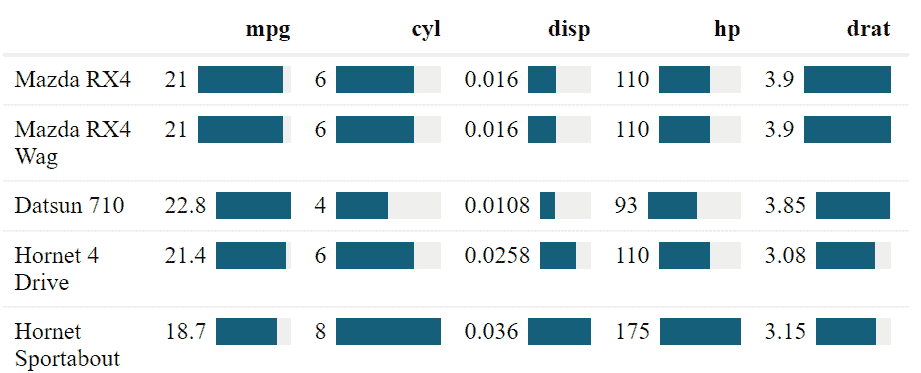 mpg cyl disp hp drat
Mazda RX4 21 6 0.016 110 3.9
Mazda RX4 21 6 0.016 110 3.9
Wag
Datsun 710 22.8 4 0.0108 93 3.85
Hornet 4 21.4 6 0.0258 110 3.08
Drive
Hornet 18.7 8 0.036 175 3.15
Sportabout